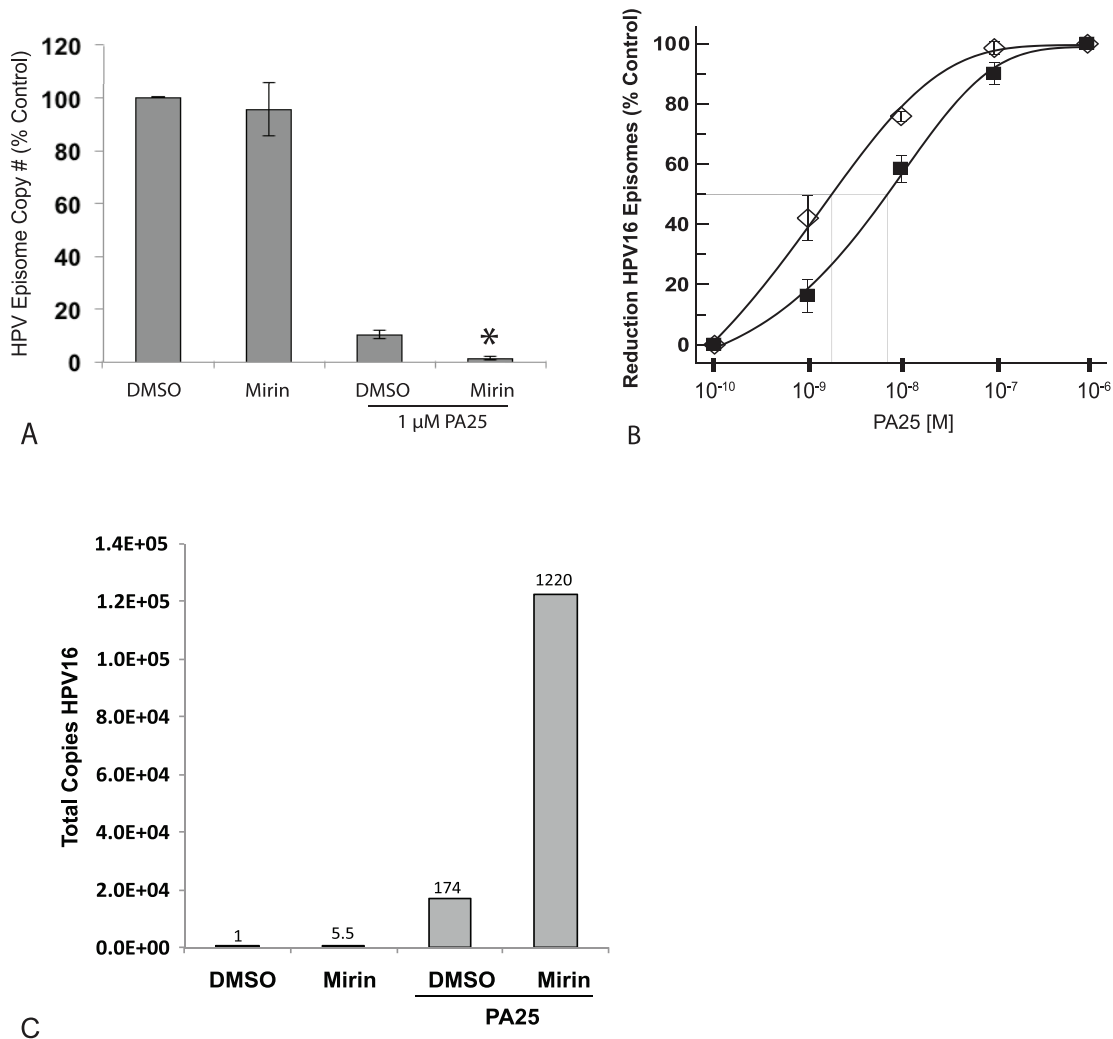 HPV Episome Copy # (% Control)
120
100
80
60
40
20
0
DMSO
Mirin
DMSO
Mirin
*
1 µM PA25
A
Reduction HPV16 Episomes (% Control)
100
80
60
40
20
0
10-10
10-9
10-8
10-7
10-6
PA25 [M]
B
Total Copies HPV16
1.4E+05
1.2E+05
1.0E+05
8.0E+04
6.0E+04
4.0E+04
2.0E+04
0.0E+00
1
5.5
174
1220
DMSO
Mirin
DMSO
Mirin
PA25
C